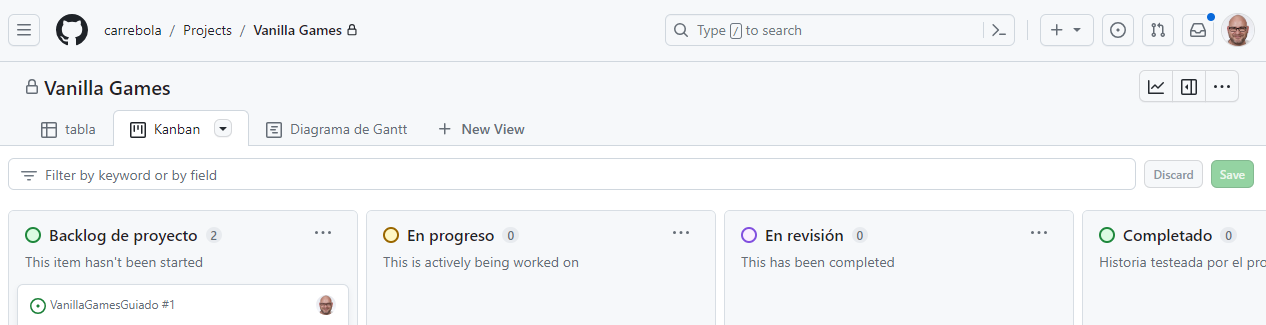 carrebola / Projects / Vanilla Games
Type / to search
Vanilla Games
tabla
Kanban
Diagrama de Gantt
+ New View
Filter by keyword or by field
Discard
Save
Backlog de proyecto 2
This item hasn't been started
VanillaGamesGuiado #1
En progreso 0
This is actively being worked on
En revisión 0
This has been completed
Completado 0
Historia testeada por el pro